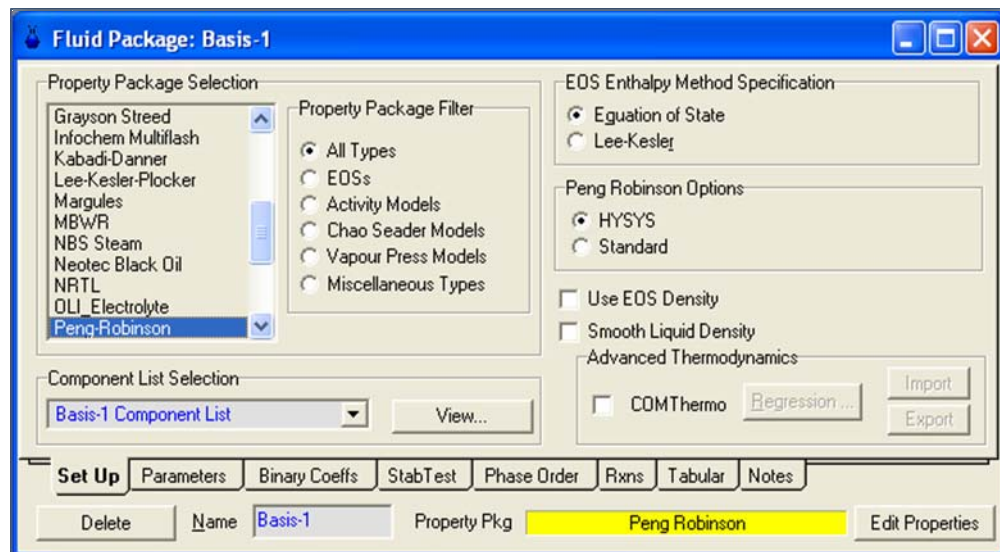 Fluid Package: Basis-1
Property Package Selection
Grayson Streed
Infochem Multiflash
Kabadi-Danner
Lee-Kesler-Plocker
Margules
MBWR
NBS Steam
Neotec Black Oil
NRTL
OLI_Electrolyte
Peng-Robinson
Property Package Filter
All Types
EOSs
Activity Models
Chao Seader Models
Vapour Press Models
Miscellaneous Types
Component List Selection
Basis-1 Component List
View...
EOS Enthalpy Method Specification
Equation of State
Lee-Kesler
Peng Robinson Options
HYSYS
Standard
Use EOS Density
Smooth Liquid Density
Advanced Thermodynamics
COMThermo
Regression ...
Import
Export
Set Up Parameters Binary Coeffs StabTest Phase Order Rxns Tabular Notes
Delete Name Basis-1 Property Pkg Peng Robinson Edit Properties